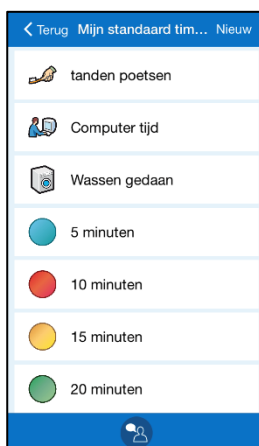 Terug Mijn standaard tim... Nieuw
tanden poetsen
Computer tijd
Wassen gedaan
5 minuten
10 minuten
15 minuten
20 minuten